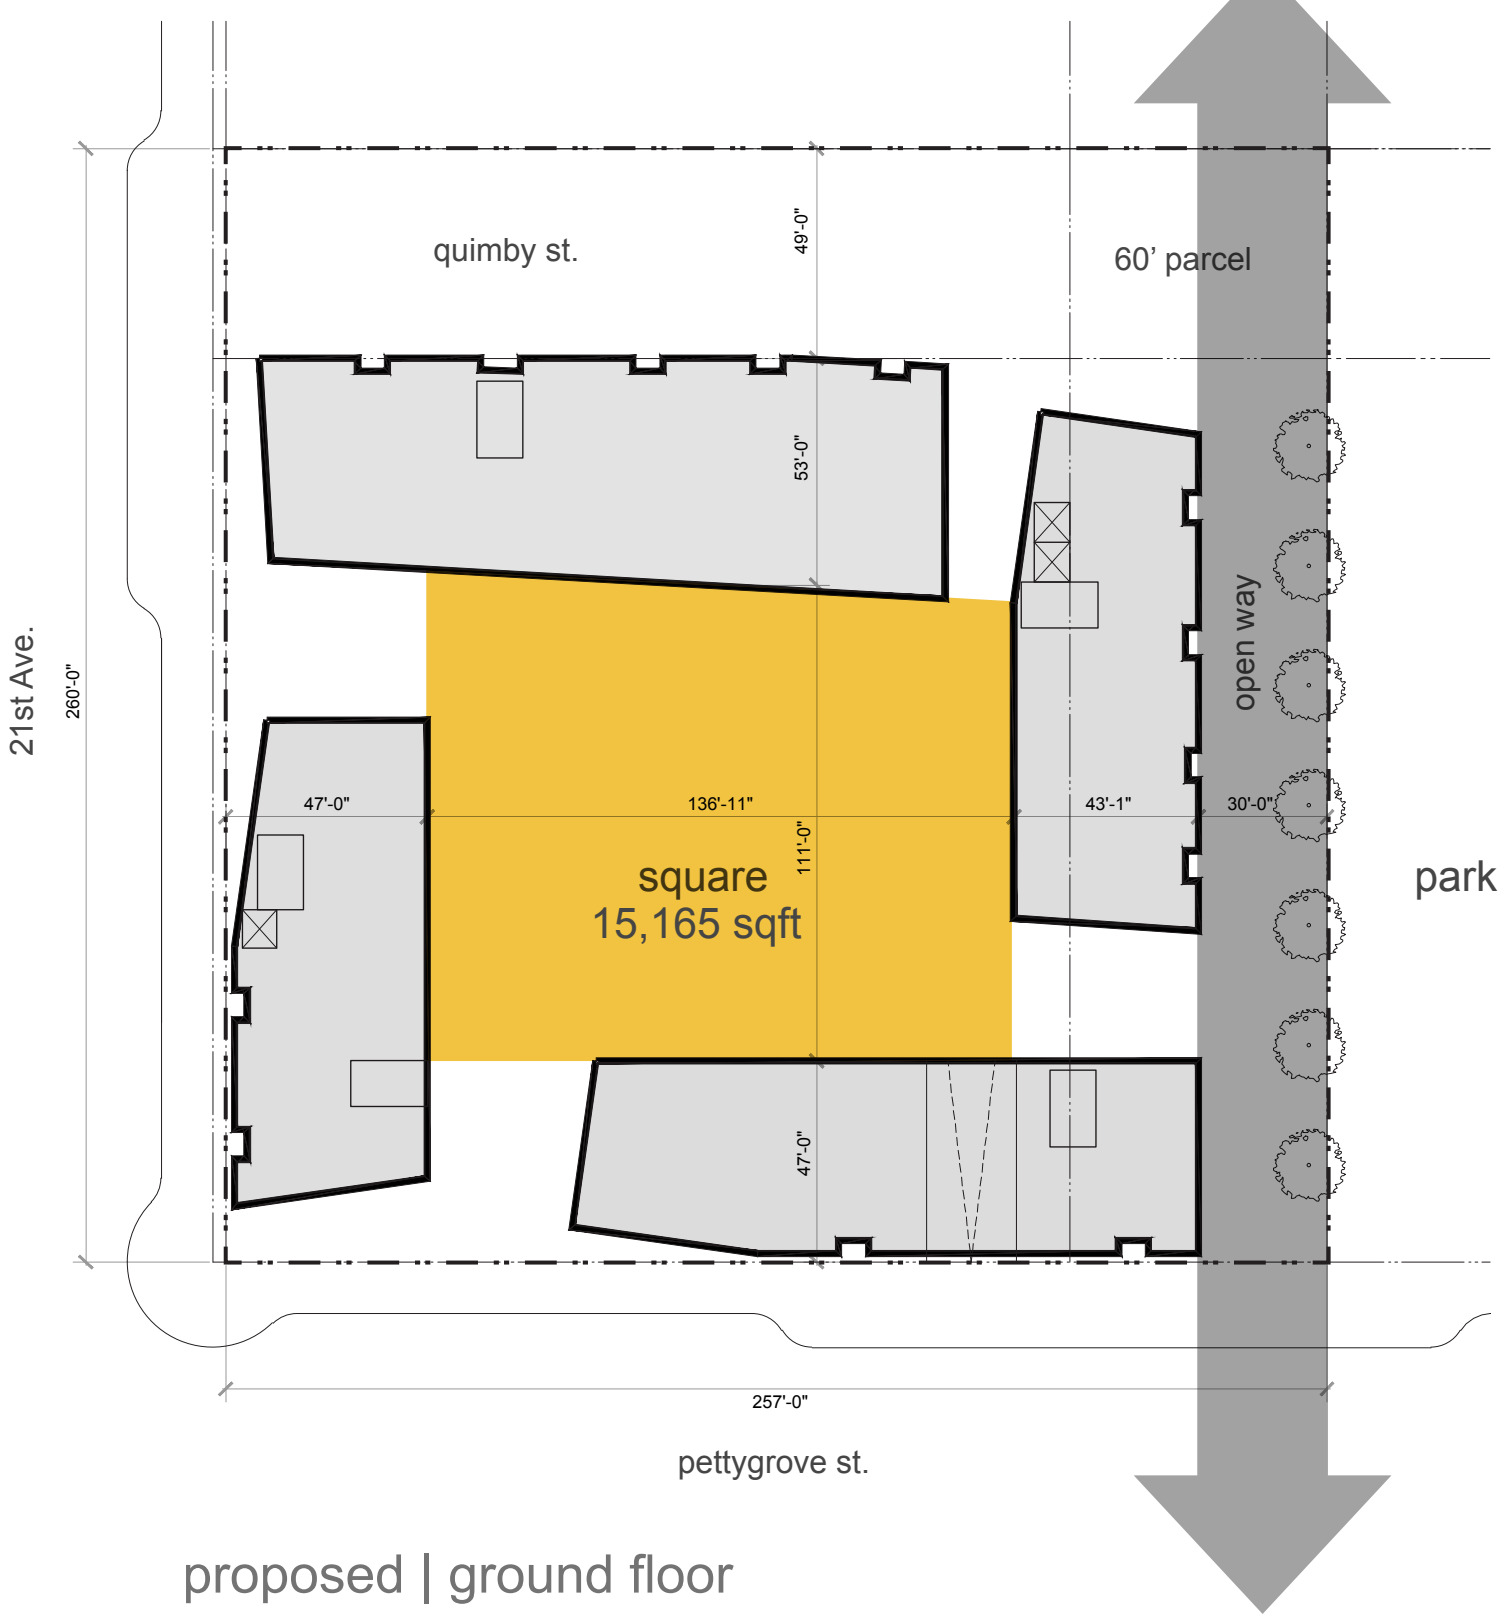 49'-0"
quimby st.
60’ parcel
53'-0"
open way
21st Ave.
260'-0"
47'-0"
136'-11"
43'-1"
30'-0"
111'-0"
square
15,165 sqft
park
47'-0"
257'-0"
pettygrove st.
proposed | ground floor